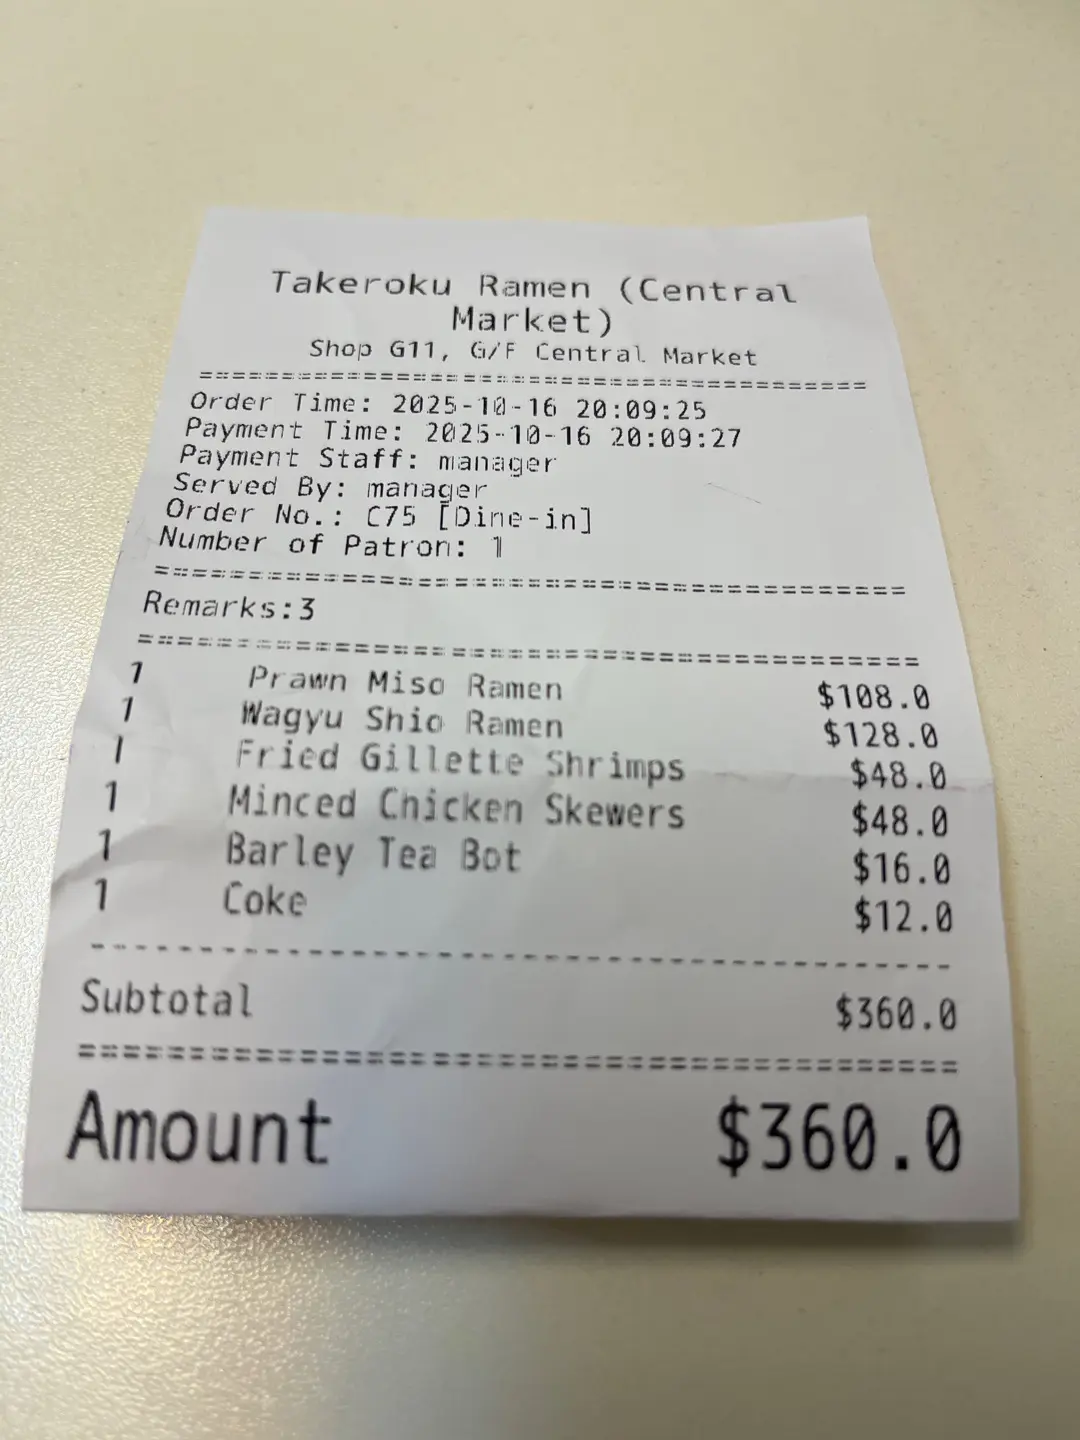 Takeroku Ramen (Central
Market)
Shop G11, G/F Central Market
========================================
Order Time: 2025-10-16 20:09:25
Payment Time: 2025-10-16 20:09:27
Payment Staff: manager
Served By: manager
Order No.: C75 [Dine-in]
Number of Patron: 1
========================================
Remarks:3
========================================
1 Prawn Miso Ramen $108.0
1 Wagyu Shio Ramen $128.0
1 Fried Gillette Shrimps $48.0
1 Minced Chicken Skewers $48.0
1 Barley Tea Bot $16.0
1 Coke $12.0
----------------------------------------
Subtotal $360.0
========================================
Amount $360.0